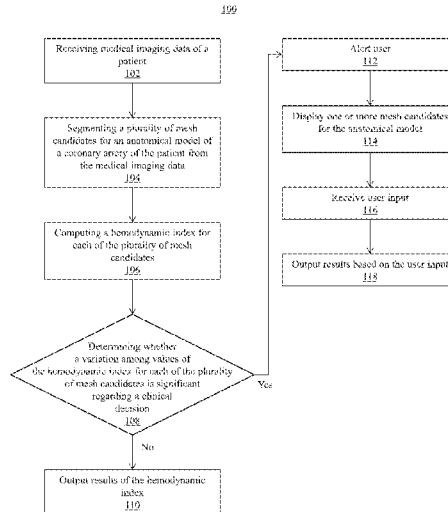 100
Receiving medical imaging data of a
patient
102
Segmenting a plurality of mesh
candidates for an anatomical model of
a coronary artery of the patient from
the medical imaging data
104
Computing a hemodynamic index for
each of the plurality of mesh
candidates
106
Determining whether
a variation among values of
the hemodynamic index for each of the plurality
of mesh candidates is significant
regarding a clinical
decision
108
Yes
No
Output results of the hemodynamic
index
110
Alert user
112
Display one or more mesh candidates
for the anatomical model
114
Receive user input
116
Output results based on the user input
118